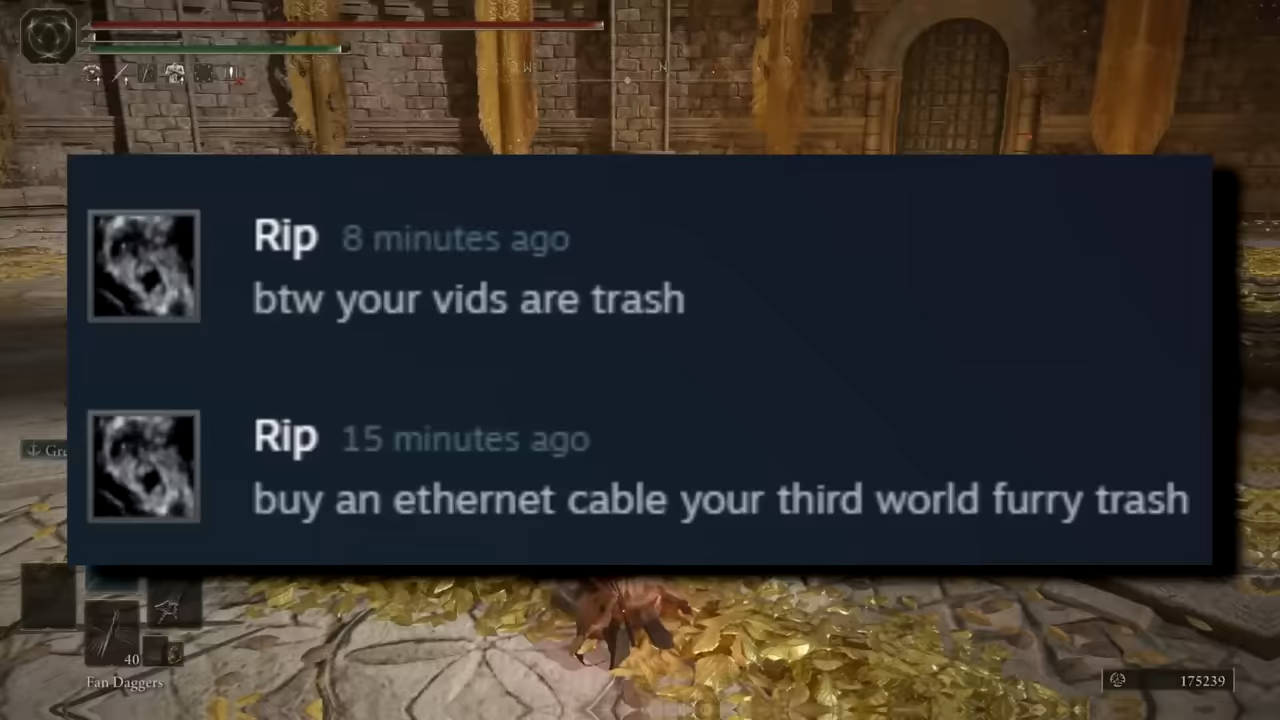 W
N
Rip 8 minutes ago
btw your vids are trash
Rip 15 minutes ago
buy an ethernet cable your third world furry trash
40
Fan Daggers
175239